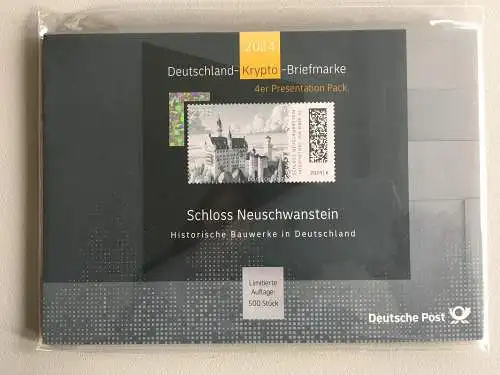 2024
Deutschland-Krypto-Briefmarke
4er Presentation Pack
Schloss Neuschwanstein
Historische Bauwerke in Deutschland
Limitierte
Auflage:
500 Stück
Deutsche Post